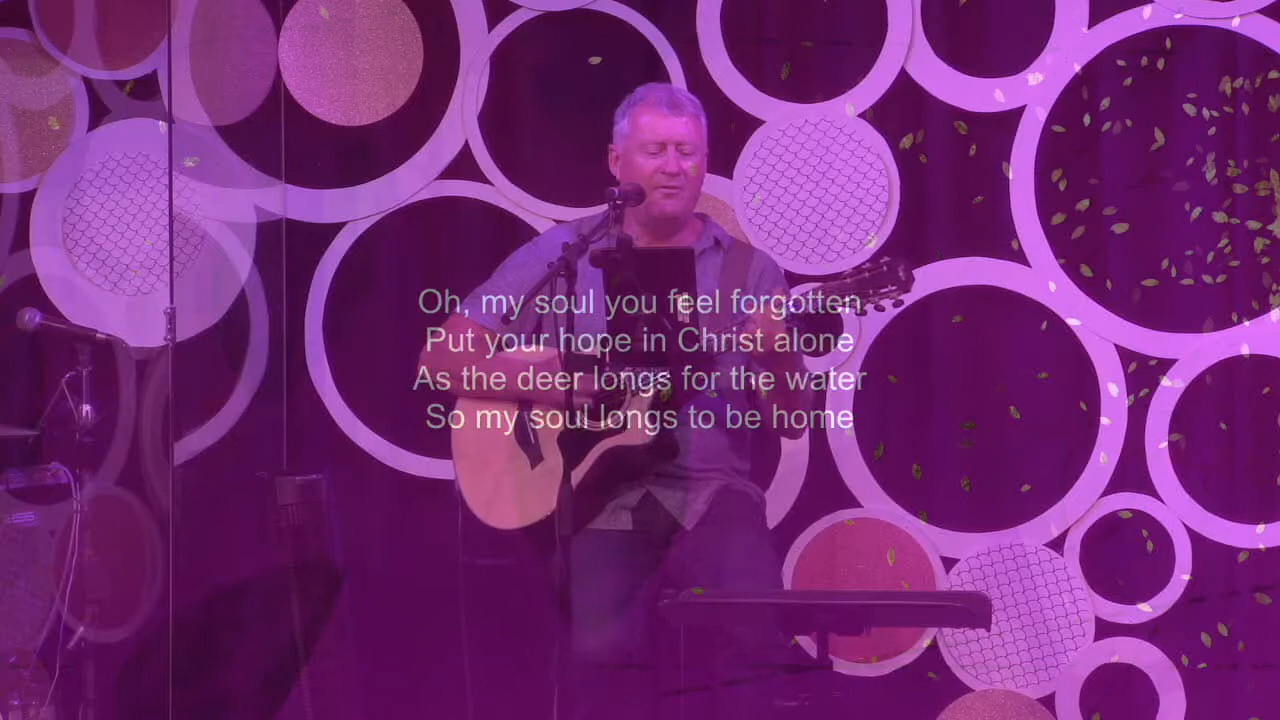 Oh, my soul you feel forgotten
Put your hope in Christ alone
As the deer longs for the water
So my soul longs to be home